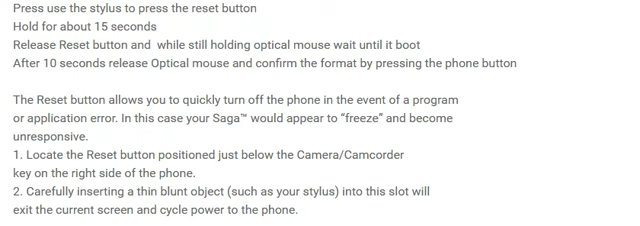 Press use the stylus to press the reset button
Hold for about 15 seconds
Release Reset button and  while still holding optical mouse wait until it boot
After 10 seconds release Optical mouse and confirm the format by pressing the phone button
The Reset button allows you to quickly turn off the phone in the event of a program
or application error. In this case your Saga™ would appear to “freeze” and become
unresponsive.
1. Locate the Reset button positioned just below the Camera/Camcorder
key on the right side of the phone.
2. Carefully inserting a thin blunt object (such as your stylus) into this slot will
exit the current screen and cycle power to the phone.